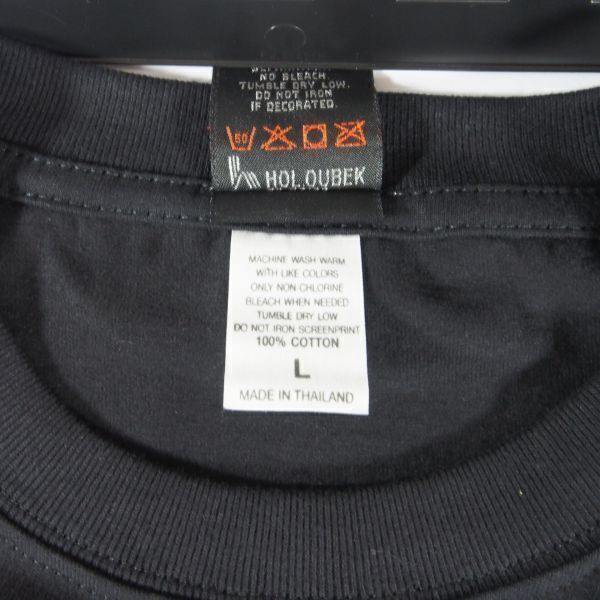 NO BLEACH.
TUMBLE DRY LOW.
DO NOT IRON
IF DECORATED.
50
HOLOUBEK
MACHINE WASH WARM
WITH LIKE COLORS
ONLY NON-CHLORINE
BLEACH WHEN NEEDED
TUMBLE DRY LOW
DO NOT IRON SCREENPRINT
100% COTTON
L
MADE IN THAILAND